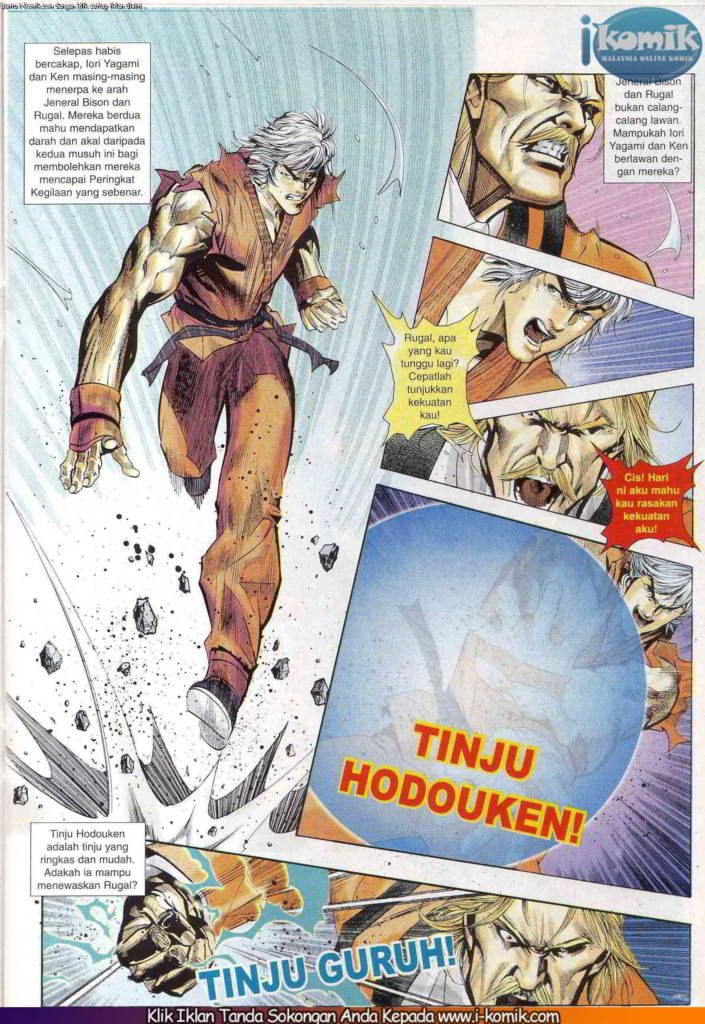 ikomik
MALAYSIA ONLINE KOMIK
Selepas habis
bercakap, Iori Yagami
dan Ken masing-masing
menerpa ke arah
Jeneral Bison dan
Rugal. Mereka berdua
mahu mendapatkan
darah dan akal daripada
kedua musuh ini bagi
membolehkan mereka
mencapai Peringkat
Kegilaan yang sebenar.
Jeneral Bison
dan Rugal
bukan calang-
calang lawan.
Mampukah Iori
Yagami dan Ken
berlawan den-
gan mereka?
Rugal, apa
yang kau
tunggu lagi?
Cepatlah
tunjukkan
kekuatan
kau!
Cis! Hari
ni aku mahu
kau rasakan
kekuatan
aku!
TINJU
HODOUKEN!
Tinju Hodouken
adalah tinju yang
ringkas dan mudah.
Adakah ia mampu
menewaskan Rugal?
TINJU GURUH!
Klik Iklan Tanda Sokongan Anda Kepada www.i-komik.com